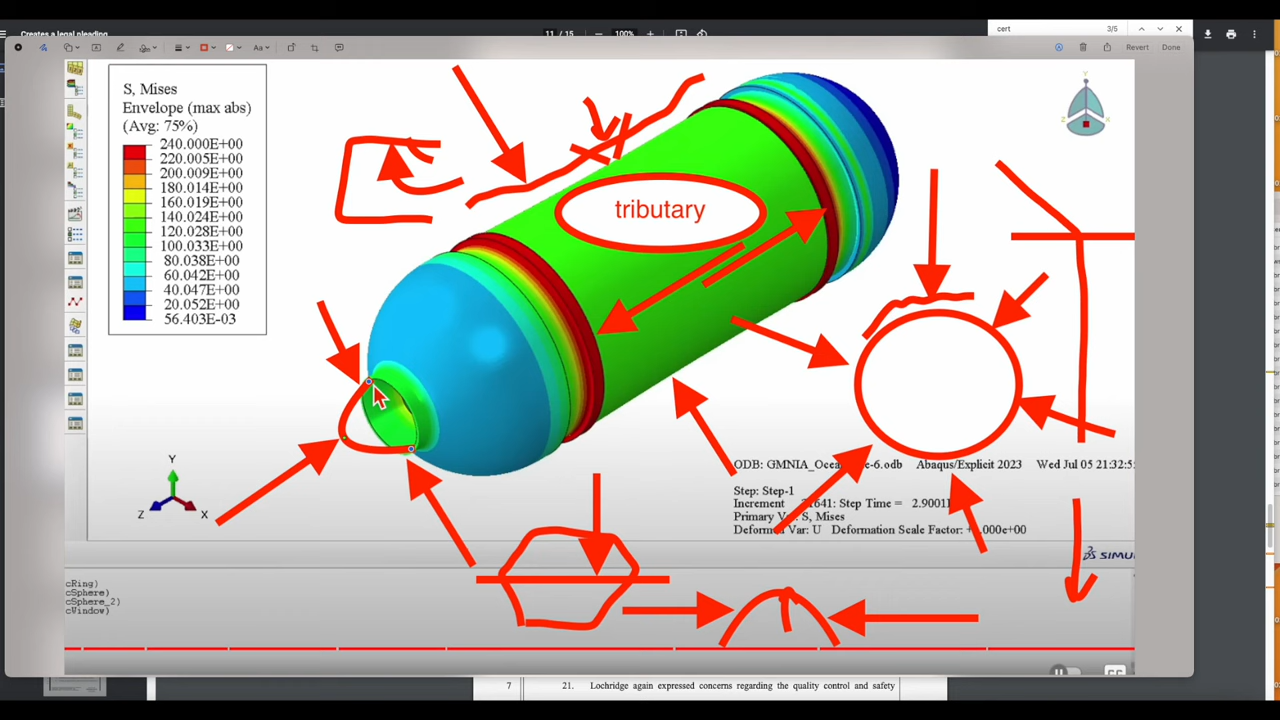 Creates a legal pleading
11 / 15
100%
cert
3/5
Aa
Revert
Done
S, Mises
Envelope (max abs)
(Avg: 75%)
240.000E+00
220.005E+00
200.009E+00
180.014E+00
160.019E+00
140.024E+00
120.028E+00
100.033E+00
80.038E+00
60.042E+00
40.047E+00
20.052E+00
56.403E-03
tributary
Y
Z
X
Y
Z
X
Abaqus/Explicit 2023
Wed Jul 05 21:32:5
Step: Step-1
Increment
641: Step Time =
S, Mises
Deformed Var: U Deformation Scale Factor:
cRing)
cSphere)
cSphere_2)
cWindow)
7
21. Lochridge again expressed concerns regarding the quality control and safety